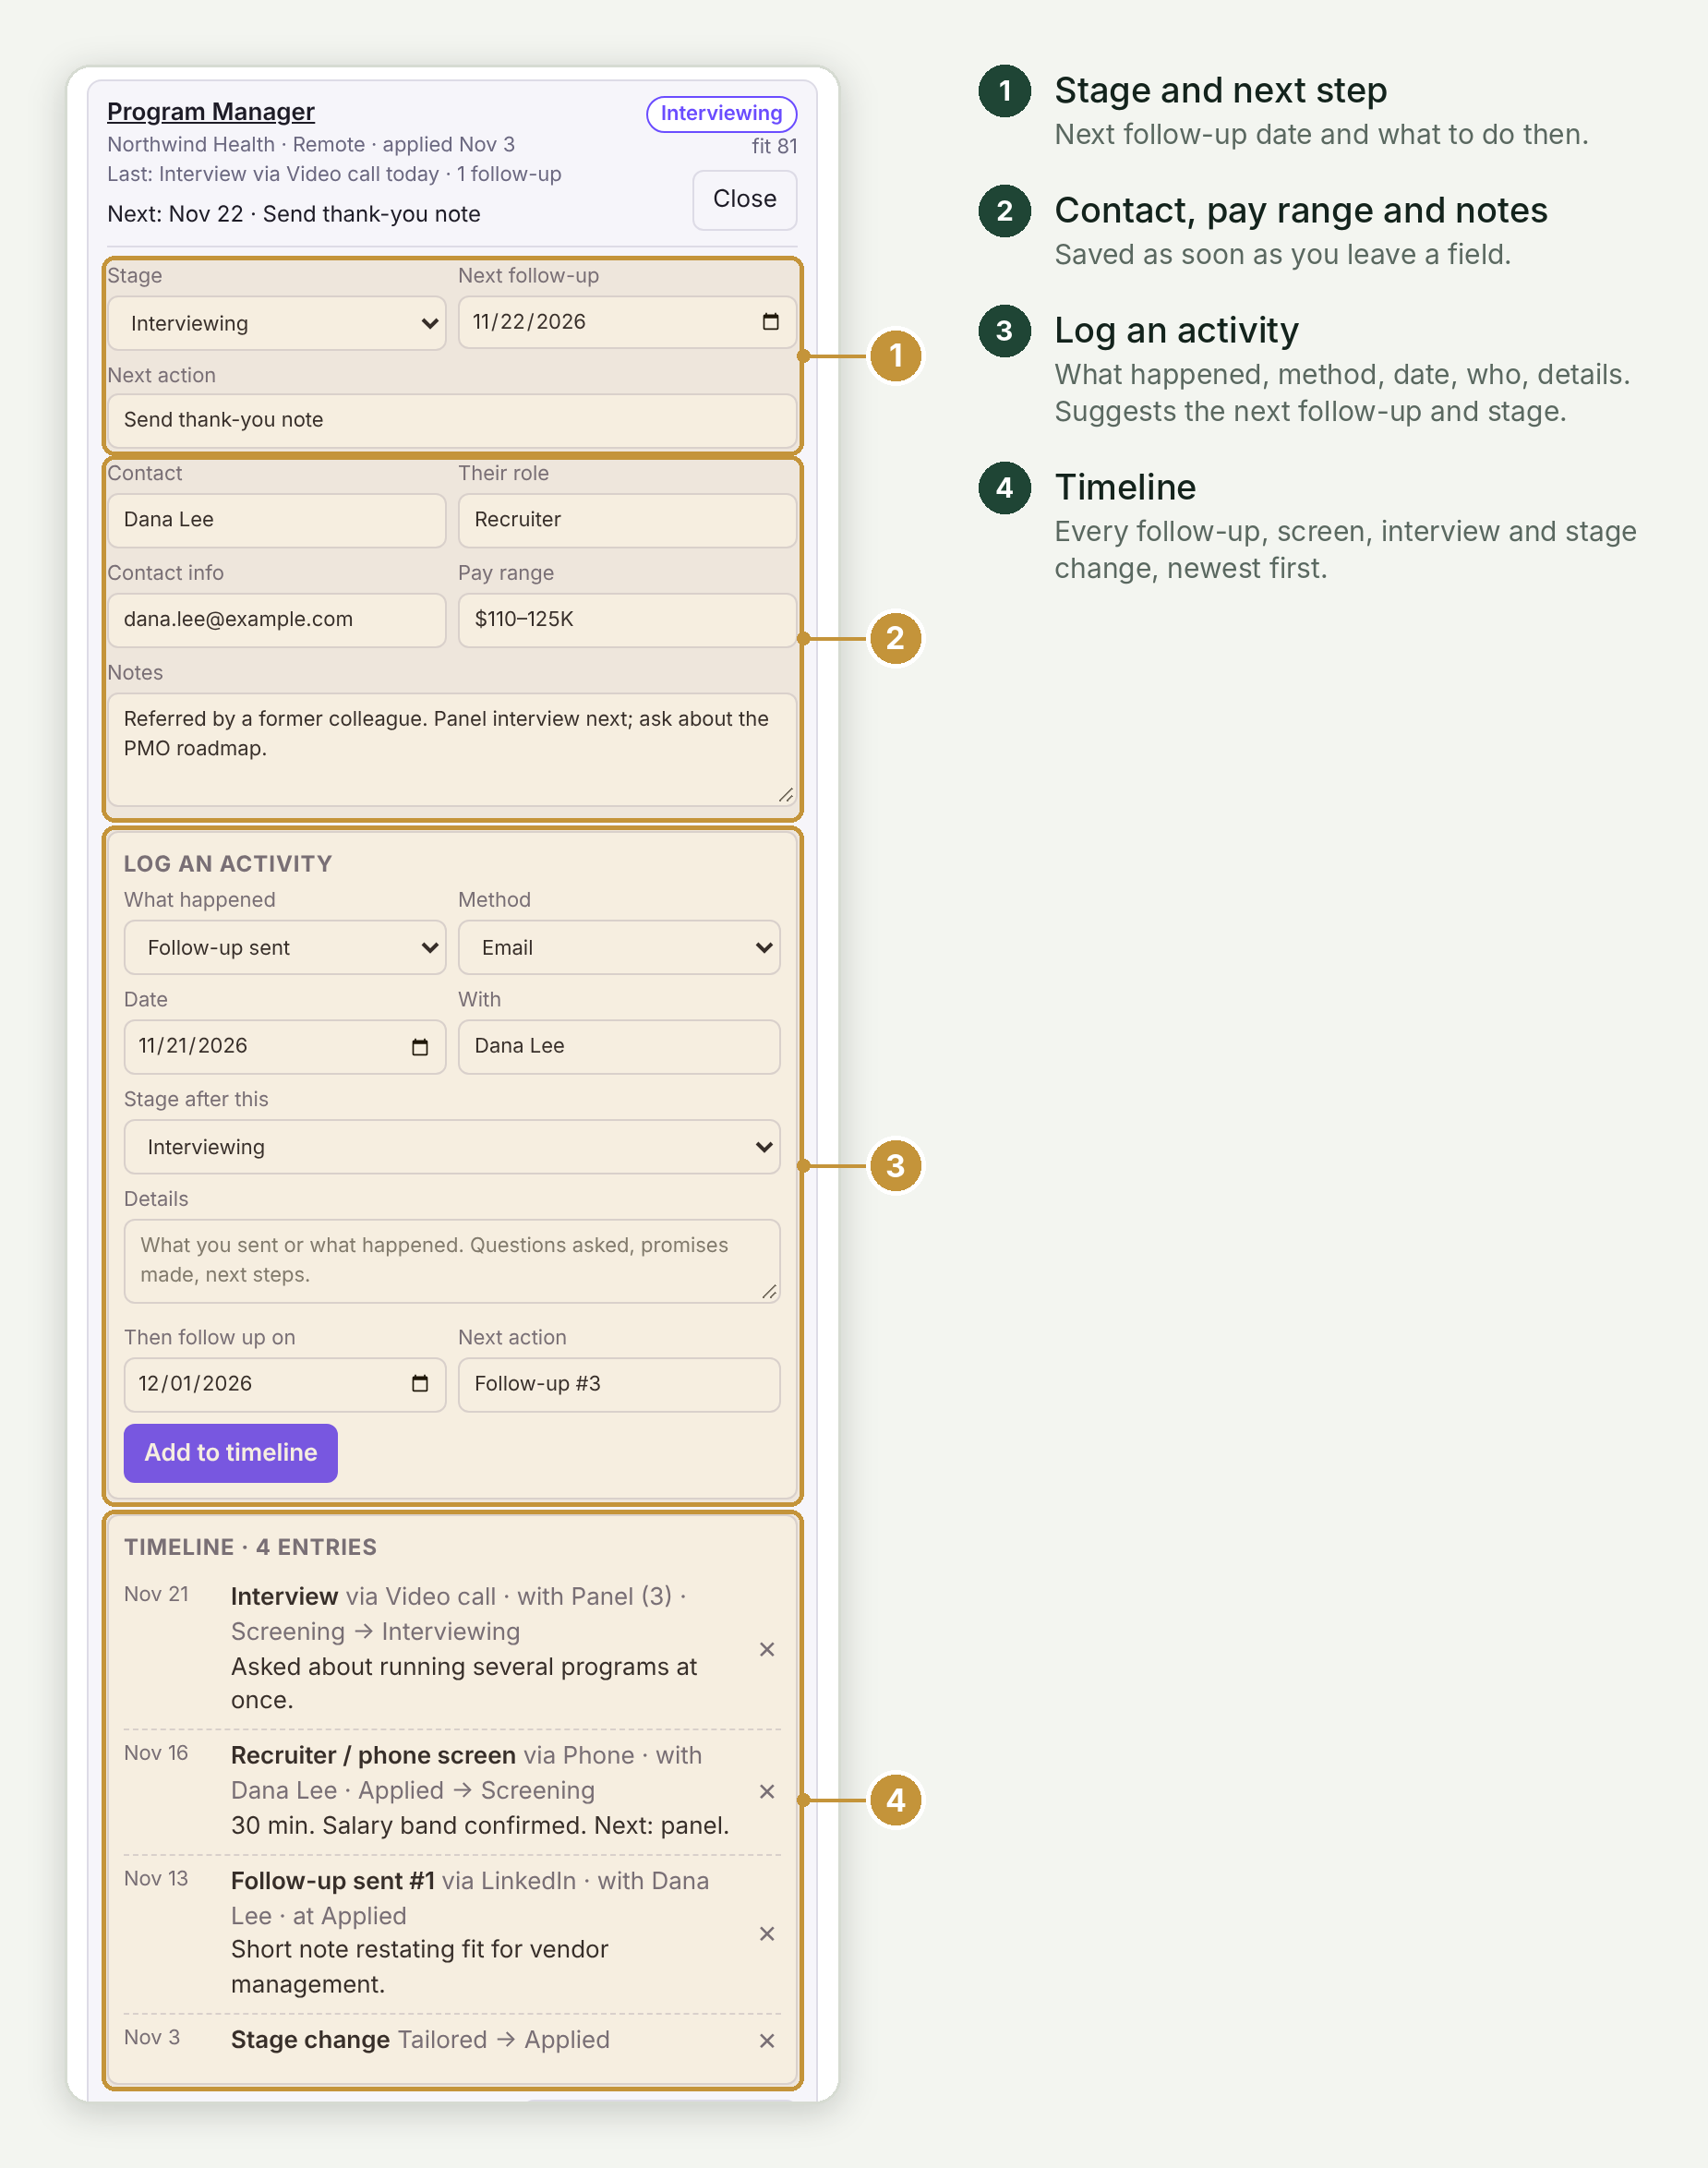 Program Manager
Interviewing
Northwind Health · Remote · applied Nov 3
fit 81
Last: Interview via Video call today · 1 follow-up
Close
Next: Nov 22 · Send thank-you note
Stage
Next follow-up
Interviewing
11/22/2026
1
Next action
Send thank-you note
Contact
Their role
Dana Lee
Recruiter
Contact info
Pay range
dana.lee@example.com
$110–125K
2
Notes
Referred by a former colleague. Panel interview next; ask about the
PMO roadmap.
LOG AN ACTIVITY
What happened
Method
Follow-up sent
Email
Date
With
11/21/2026
Dana Lee
Stage after this
Interviewing
3
Details
What you sent or what happened. Questions asked, promises
made, next steps.
Then follow up on
Next action
12/01/2026
Follow-up #3
Add to timeline
TIMELINE · 4 ENTRIES
Nov 21
Interview via Video call · with Panel (3) ·
Screening → Interviewing
Asked about running several programs at
once.
Nov 16
Recruiter / phone screen via Phone · with
Dana Lee · Applied → Screening
30 min. Salary band confirmed. Next: panel.
4
Nov 13
Follow-up sent #1 via LinkedIn · with Dana
Lee · at Applied
Short note restating fit for vendor
management.
Nov 3
Stage change Tailored → Applied
1
Stage and next step
Next follow-up date and what to do then.
2
Contact, pay range and notes
Saved as soon as you leave a field.
3
Log an activity
What happened, method, date, who, details.
Suggests the next follow-up and stage.
4
Timeline
Every follow-up, screen, interview and stage
change, newest first.